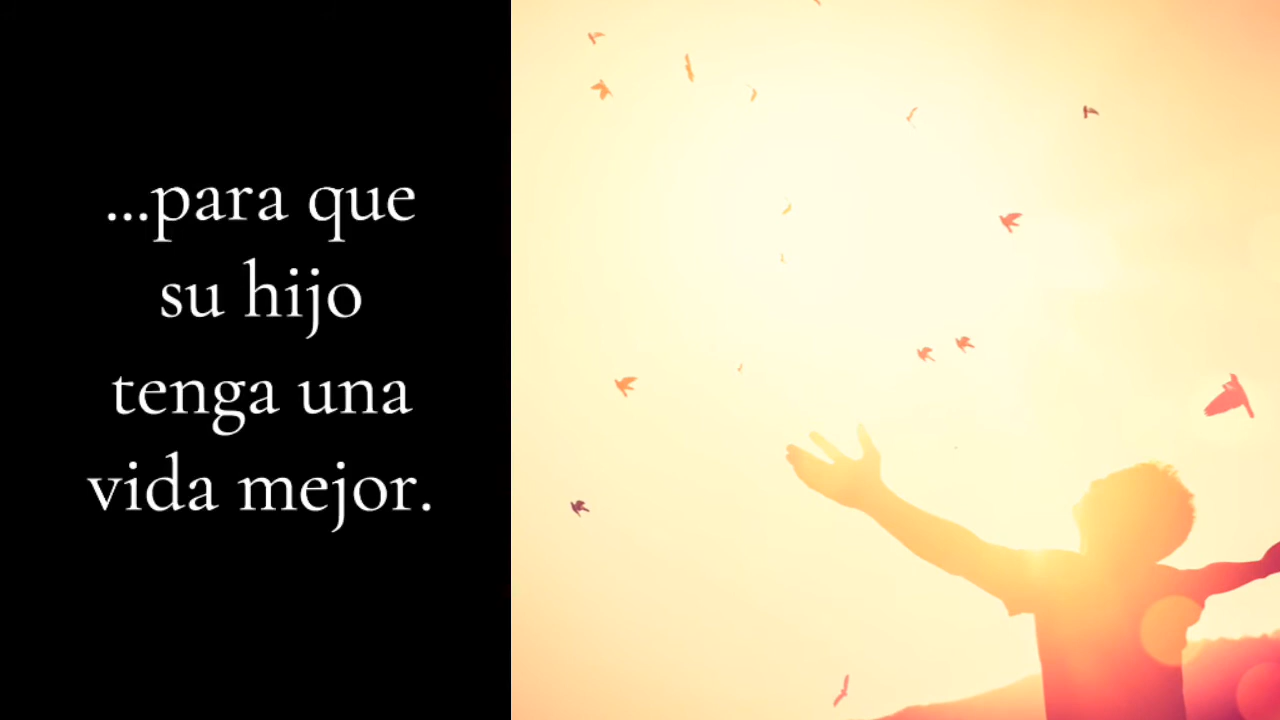 ...para que
su hijo
tenga una
vida mejor.